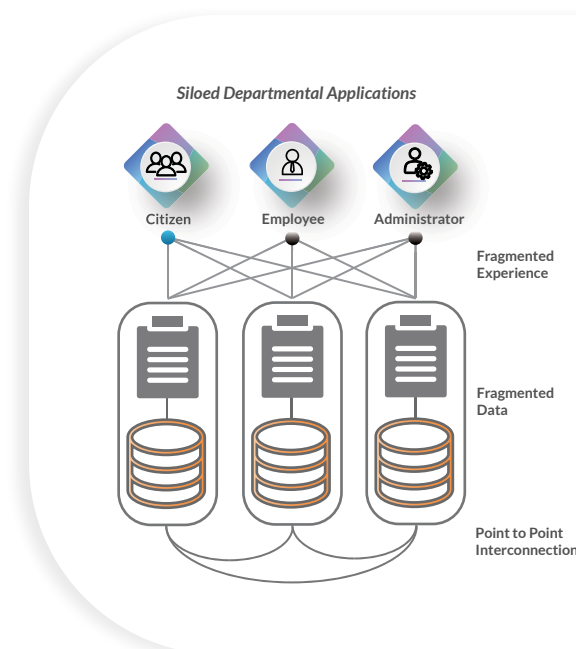 Siloed Departmental Applications
Citizen
Employee
Administrator
Fragmented
Experience
Fragmented
Data
Point to Point
Interconnection